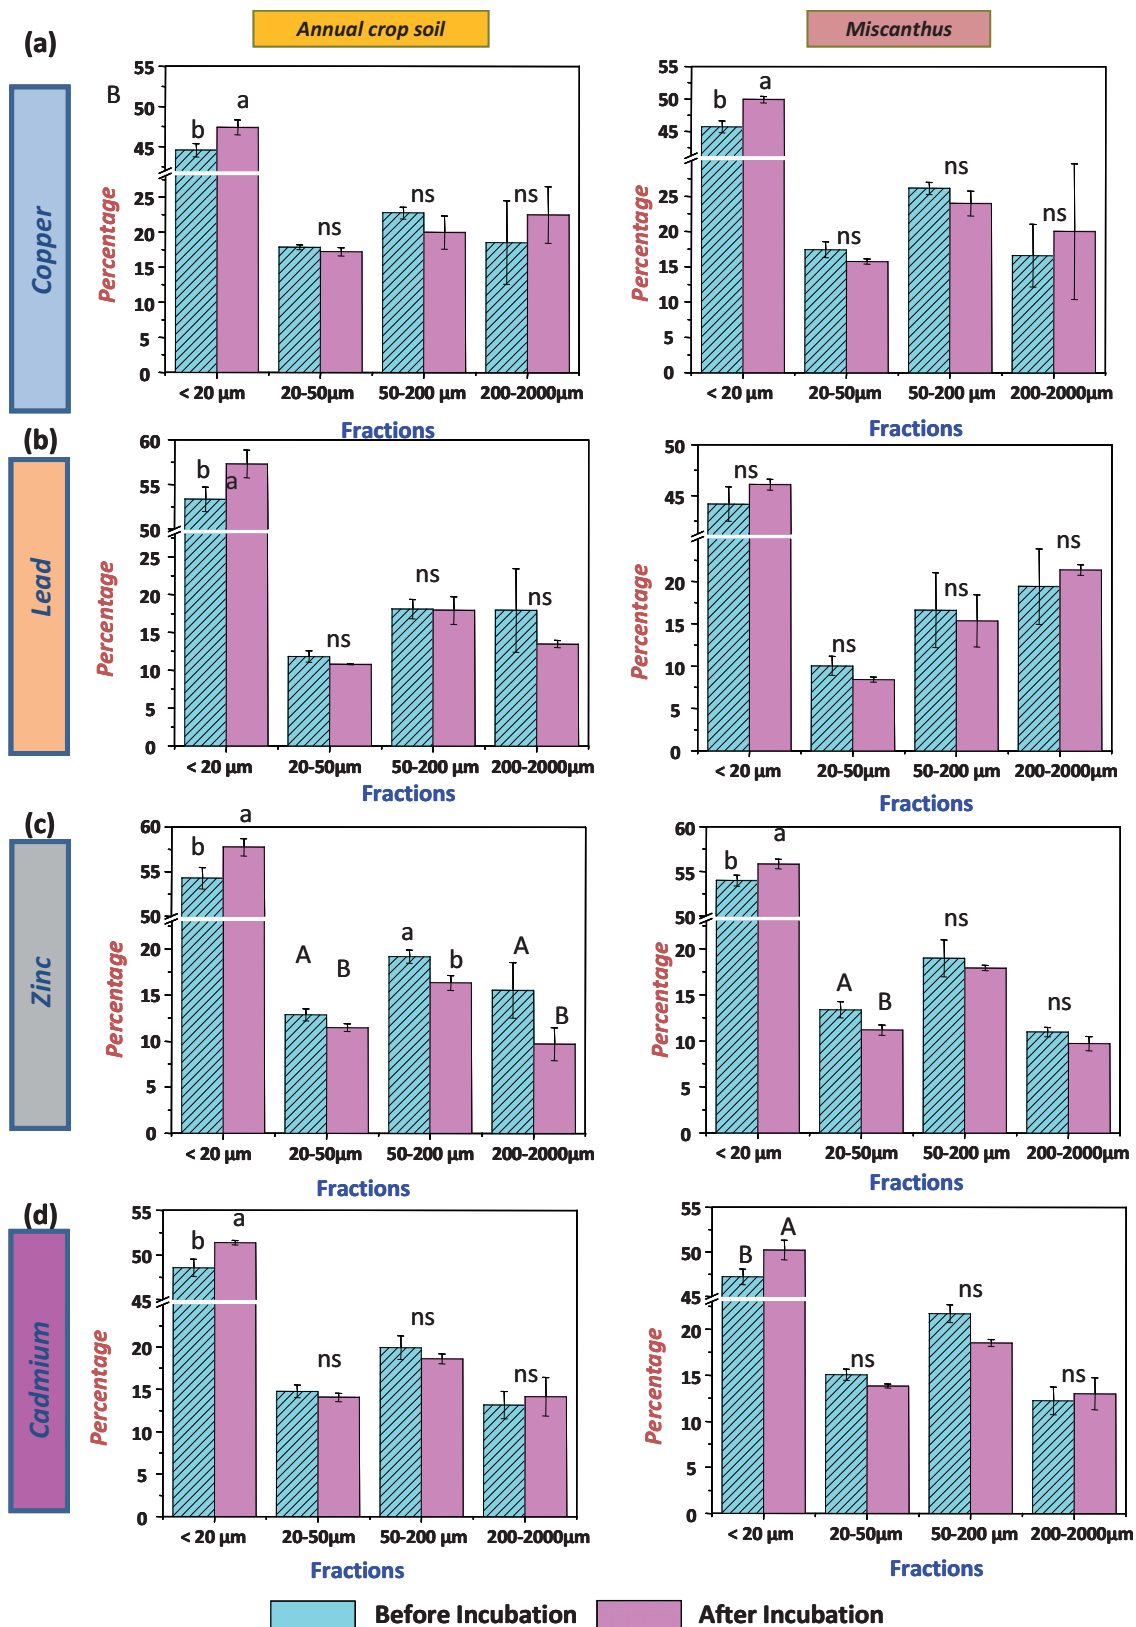 (a)
Annual crop soil
Miscanthus
Copper
Percentage
55
50
45
25
20
15
10
5
0
B
b
a
ns
ns
ns
< 20 µm
20-50µm
50-200 µm
200-2000µm
Fractions
Percentage
55
50
45
25
20
15
10
5
0
b
a
ns
ns
ns
< 20 µm
20-50µm
50-200 µm
200-2000µm
Fractions
(b)
Lead
Percentage
60
55
50
25
20
15
10
5
0
b
a
ns
ns
ns
< 20 µm
20-50µm
50-200 µm
200-2000µm
Fractions
Percentage
50
45
20
15
10
5
0
ns
ns
ns
ns
< 20 µm
20-50µm
50-200 µm
200-2000µm
Fractions
(c)
Zinc
Percentage
60
55
50
20
15
10
5
0
b
a
A
B
a
b
A
B
< 20 µm
20-50µm
50-200 µm
200-2000µm
Fractions
Percentage
60
55
50
20
15
10
5
0
b
a
A
B
ns
ns
< 20 µm
20-50µm
50-200 µm
200-2000µm
Fractions
(d)
Cadmium
Percentage
55
50
45
20
15
10
5
0
b
a
ns
ns
ns
< 20 µm
20-50µm
50-200 µm
200-2000µm
Fractions
Percentage
55
50
45
20
15
10
5
0
B
A
ns
ns
ns
< 20 µm
20-50µm
50-200 µm
200-2000µm
Fractions
Before Incubation
After Incubation